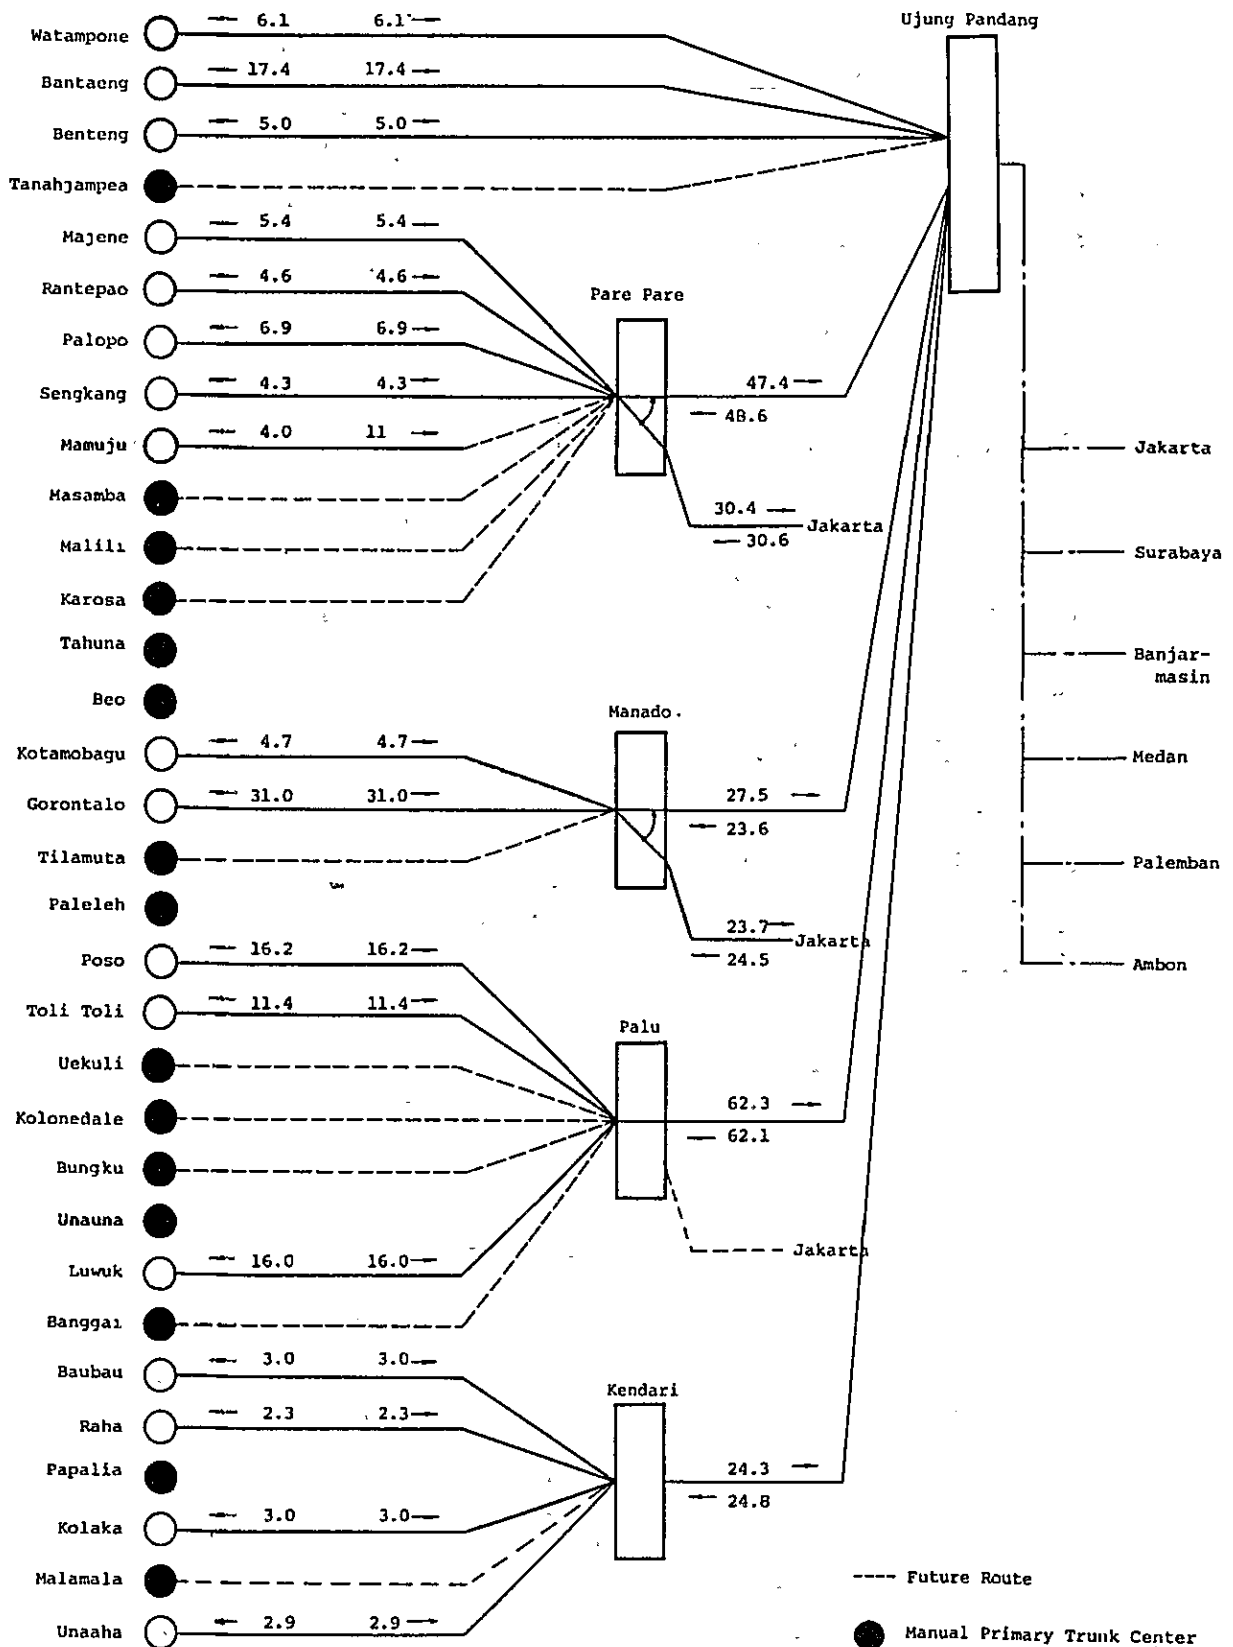 Ujung Pandang
Watampone 6.1 6.1
Bantaeng 17.4 17.4
Benteng 5.0 5.0
Tanahjampea
Majene 5.4 5.4
Rantepao 4.6 4.6
Pare Pare
Palopo 6.9 6.9
Sengkang 4.3 4.3
47.4
48.6
Mamuju 4.0 11
Jakarta
Masamba
30.4
Jakarta
30.6
Malili
Surabaya
Karosa
Tahuna
Banjar-
masin
Beo
Manado
Kotamobagu 4.7 4.7
Medan
Gorontalo 31.0 31.0
27.5
23.6
Tilamuta
Palemban
Paleleh
23.7
Jakarta
24.5
Poso 16.2 16.2
Ambon
Toli Toli 11.4 11.4
Palu
Uekuli
Kolonedale
62.3
62.1
Bungku
Unauna
Luwuk 16.0 16.0
Jakarta
Banggai
Baubau 3.0 3.0
Kendari
Raha 2.3 2.3
Papalia
24.3
24.8
Kolaka 3.0 3.0
Malamala
Future Route
Unaaha 2.9 2.9
Manual Primary Trunk Center